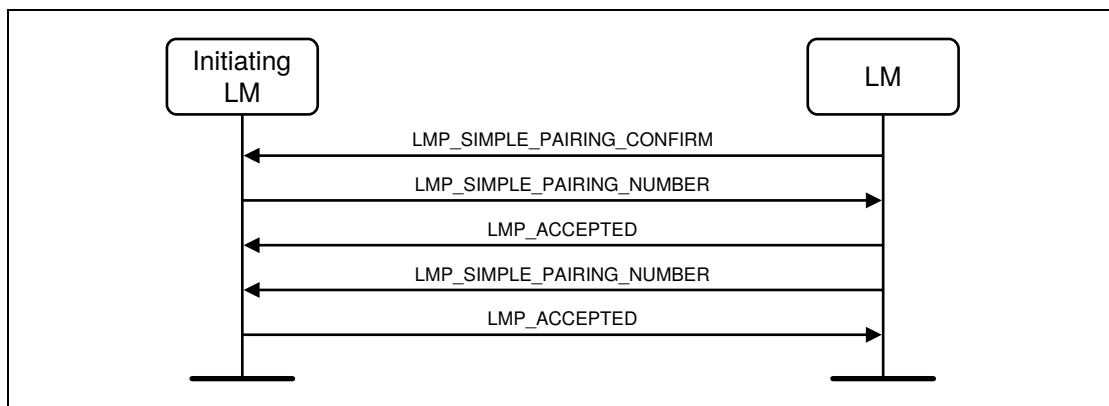 Initiating
LM
LM
LMP_SIMPLE_PAIRING_CONFIRM
LMP_SIMPLE_PAIRING_NUMBER
LMP_ACCEPTED
LMP_SIMPLE_PAIRING_NUMBER
LMP_ACCEPTED